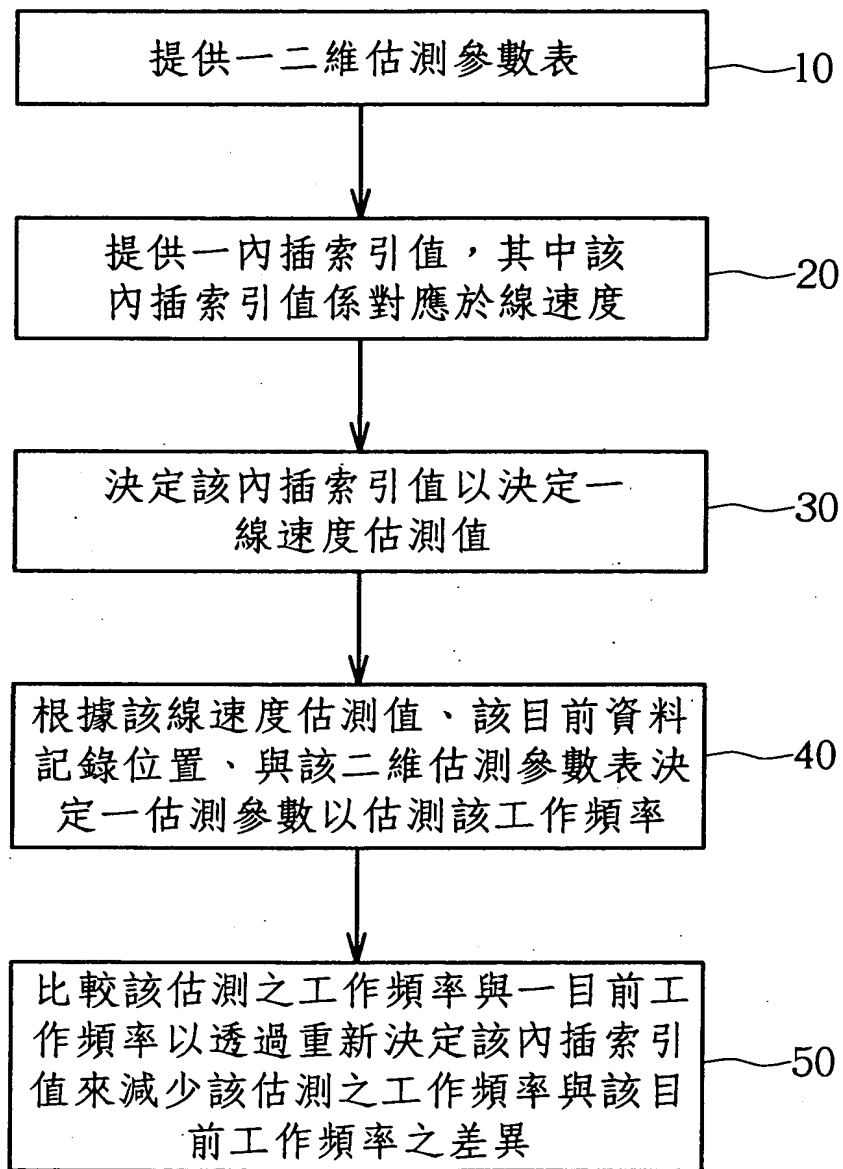 提供一二維估測參數表
10
提供一內插索引值，其中該
內插索引值係對應於線速度
20
決定該內插索引值以決定一
線速度估測值
30
根據該線速度估測值、該目前資料
記錄位置、與該二維估測參數表決
定一估測參數以估測該工作頻率
40
比較該估測之工作頻率與一目前工
作頻率以透過重新決定該內插索引
值來減少該估測之工作頻率與該目
前工作頻率之差異
50